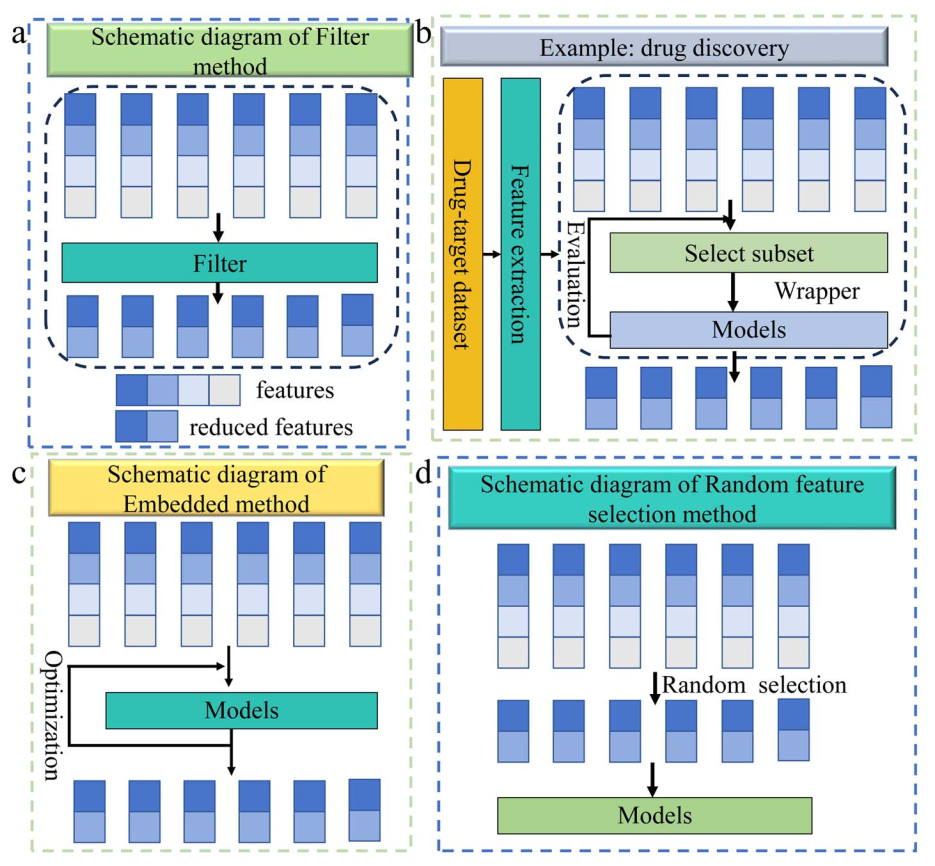 a
Schematic diagram of Filter
method
Filter
features
reduced features
b
Example: drug discovery
Drug-target dataset
Feature extraction
Evaluation
Select subset
Wrapper
Models
c
Schematic diagram of
Embedded method
Optimization
Models
d
Schematic diagram of Random feature
selection method
Random selection
Models